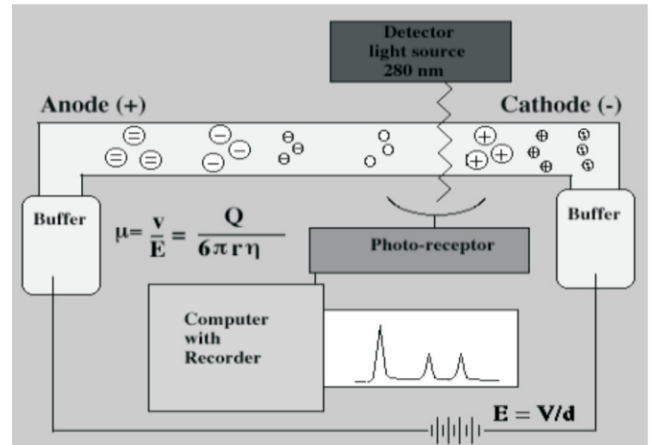 Detector
light source
280 nm
Anode (+)
Cathode (-)
Buffer
μ= v/E = Q/6πrη
Photo-receptor
Buffer
Computer
with
Recorder
E = V/d